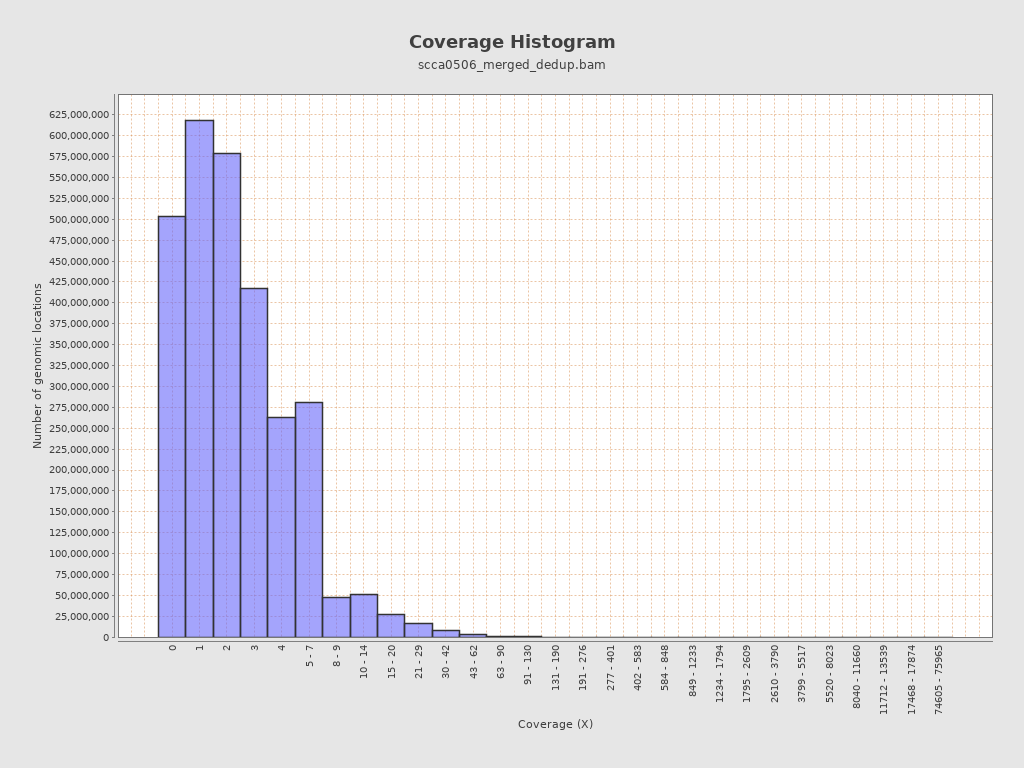 Coverage Histogram
scca0506_merged_dedup.bam
Number of genomic locations
625,000,000
600,000,000
575,000,000
550,000,000
525,000,000
500,000,000
475,000,000
450,000,000
425,000,000
400,000,000
375,000,000
350,000,000
325,000,000
300,000,000
275,000,000
250,000,000
225,000,000
200,000,000
175,000,000
150,000,000
125,000,000
100,000,000
75,000,000
50,000,000
25,000,000
0
0
1
2
3
4
5 - 7
8 - 9
10 - 14
15 - 20
21 - 29
30 - 42
43 - 62
63 - 90
91 - 130
131 - 190
191 - 276
277 - 401
402 - 583
584 - 848
849 - 1233
1234 - 1794
1795 - 2609
2610 - 3790
3799 - 5517
5520 - 8023
8040 - 11660
11712 - 13539
17468 - 17874
74605 - 75965
Coverage (X)